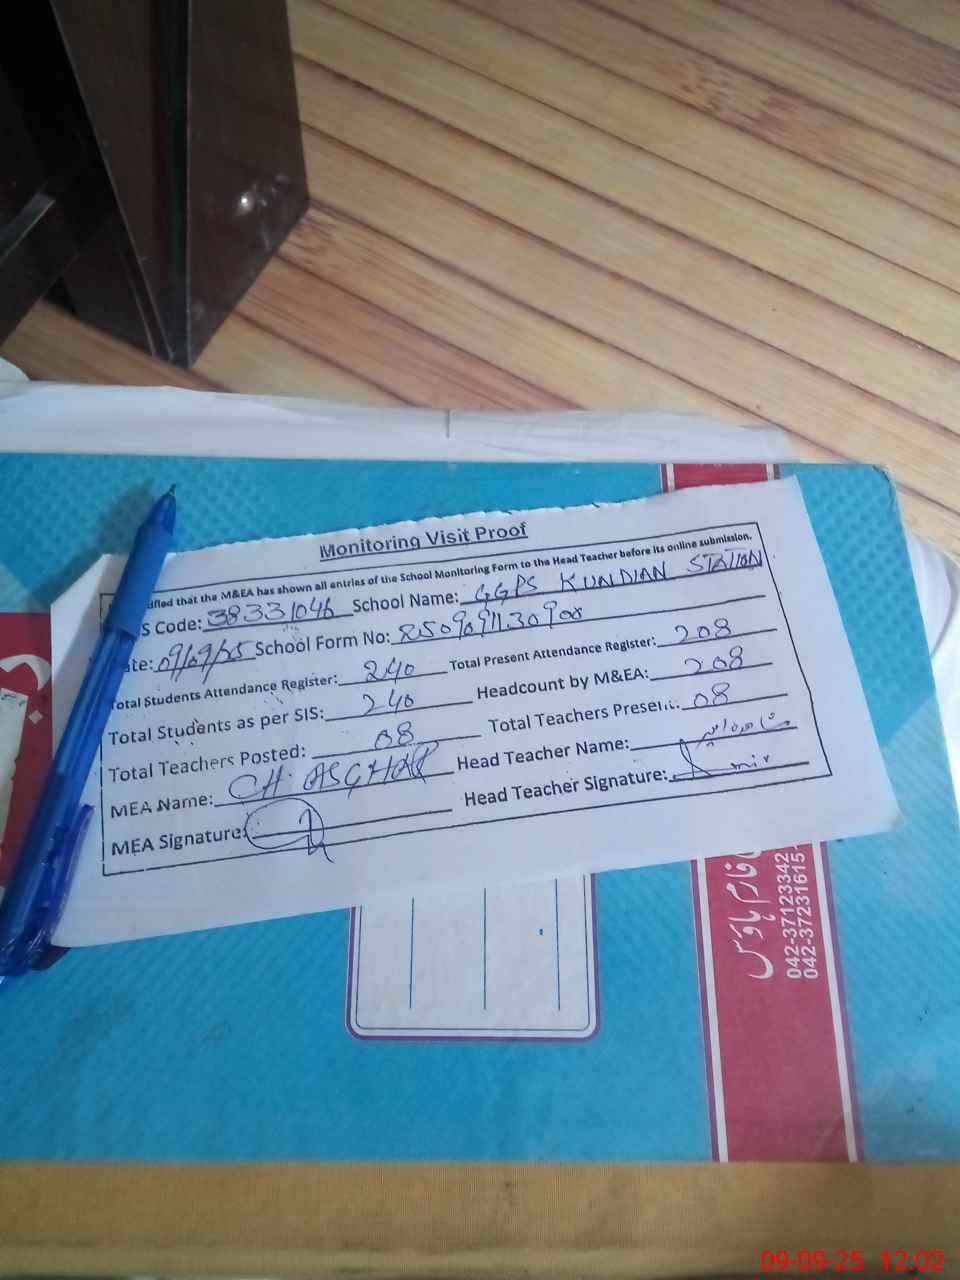 Monitoring Visit Proof
ified that the M&EA has shown all entries of the School Monitoring Form to the Head Teacher before its online submission.
S Code: 38331046 School Name: GGPS KUNDIAN STATION
ate: 09/09/25 School Form No: 8509091130900
Total Students Attendance Register: 240 Total Present Attendance Register: 208
Total Students as per SIS: 240 Headcount by M&EA: 208
Total Teachers Posted: 08 Total Teachers Present: 08
MEA Name: CH. ASGHAR Head Teacher Name:
MEA Signature: Head Teacher Signature:
فارم ہاؤس
042-37123342
042-37231615
09-09-25 12:02